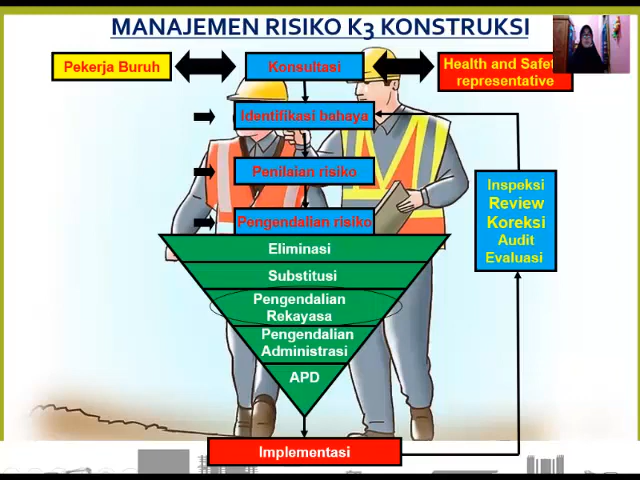 MANAJEMEN RISIKO K3 KONSTRUKSI
Pekerja Buruh
Konsultasi
Health and Safet
representative
Identifikasi bahaya
Penilaian risiko
Pengendalian risiko
Inspeksi
Review
Koreksi
Audit
Evaluasi
Eliminasi
Substitusi
Pengendalian
Rekayasa
Pengendalian
Administrasi
APD
Implementasi